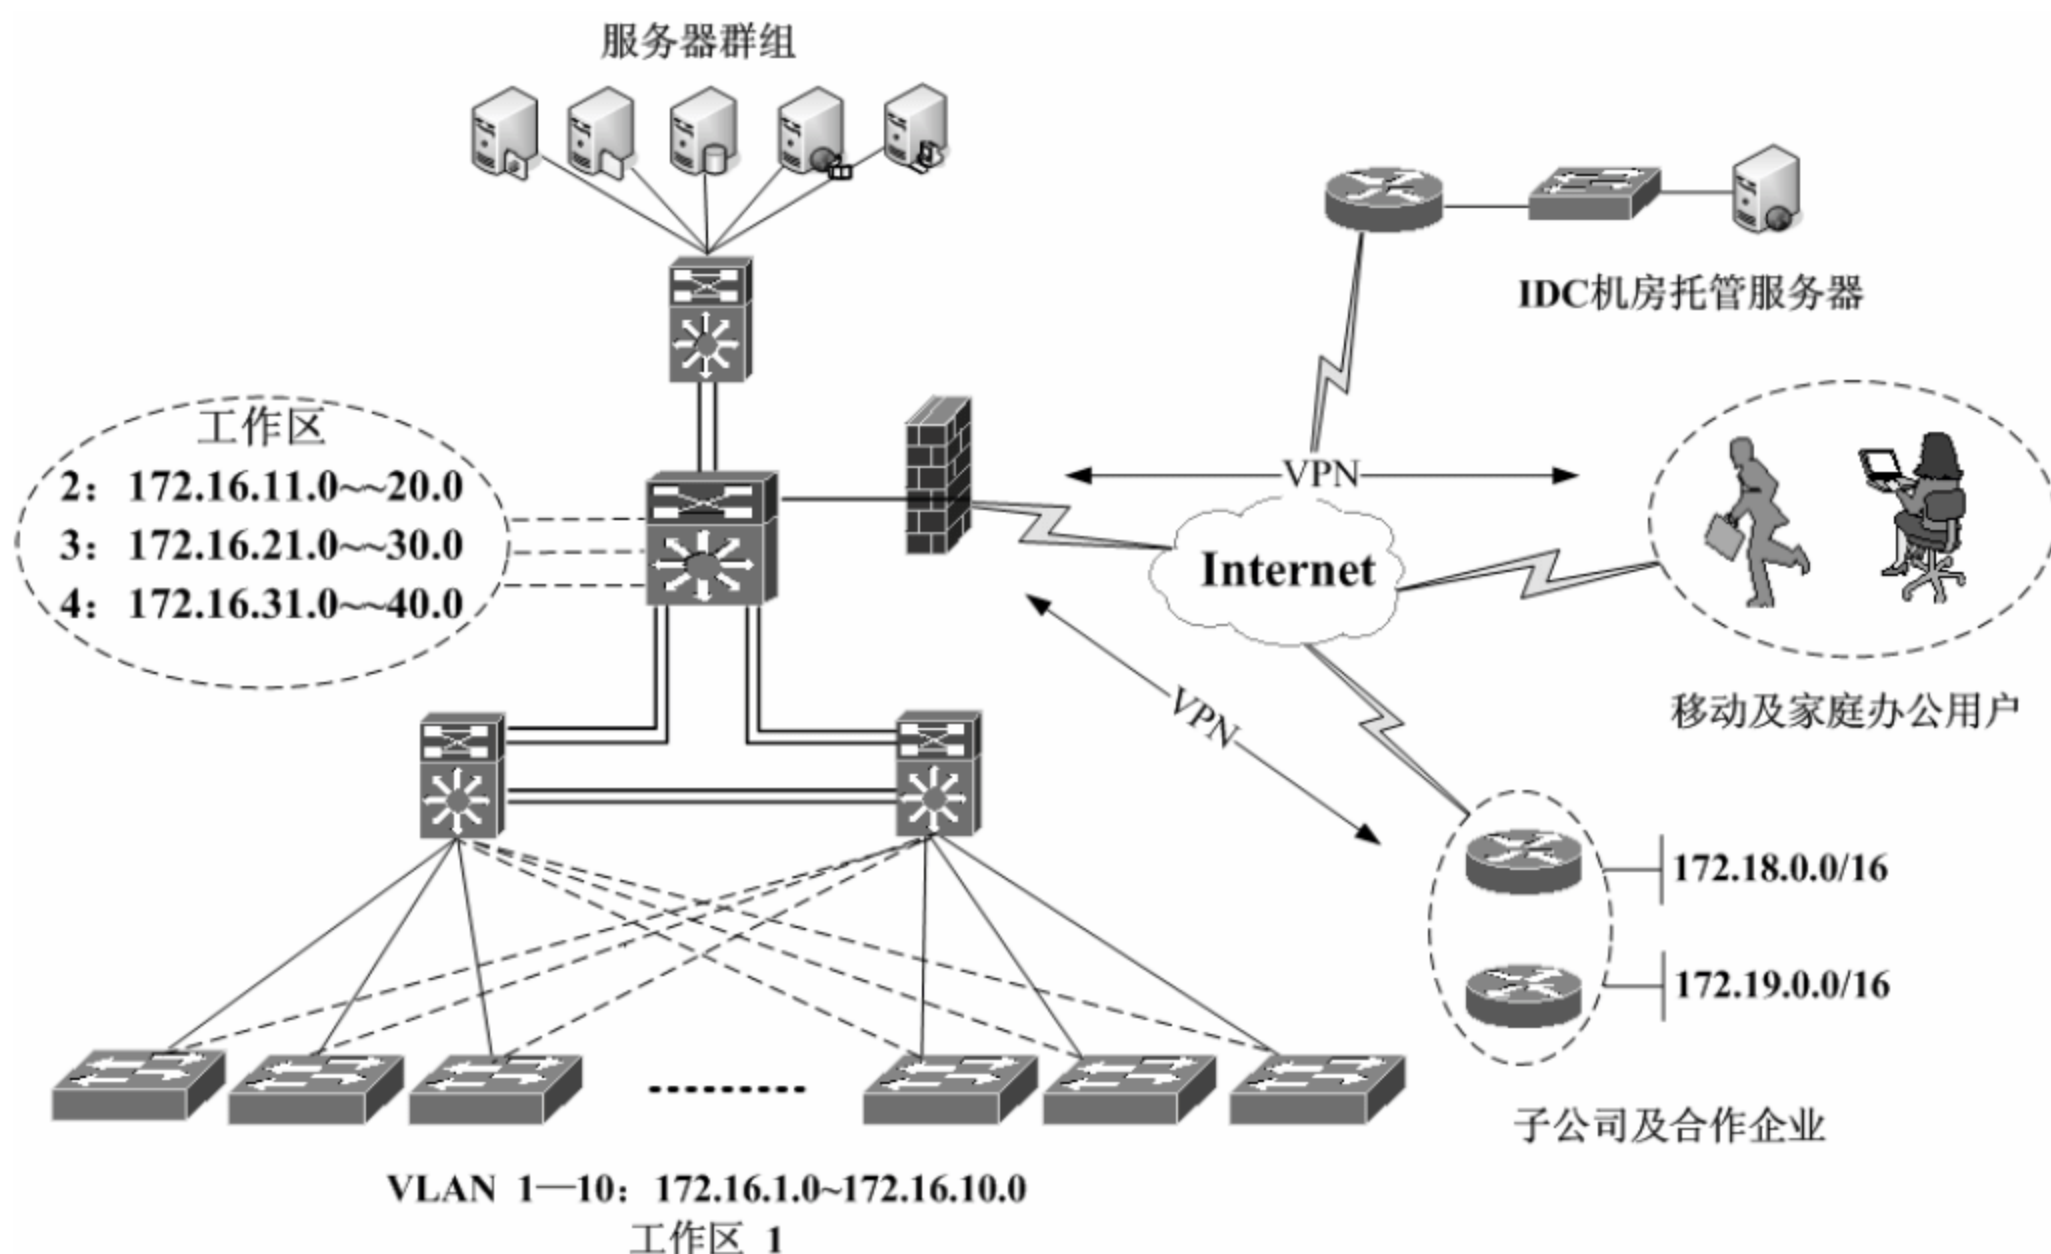 服务器群组
IDC机房托管服务器
工作区
2：172.16.11.0~~20.0
3：172.16.21.0~~30.0
4：172.16.31.0~~40.0
VPN
Internet
移动及家庭办公用户
VPN
172.18.0.0/16
172.19.0.0/16
子公司及合作企业
VLAN 1—10：172.16.1.0~172.16.10.0
工作区 1